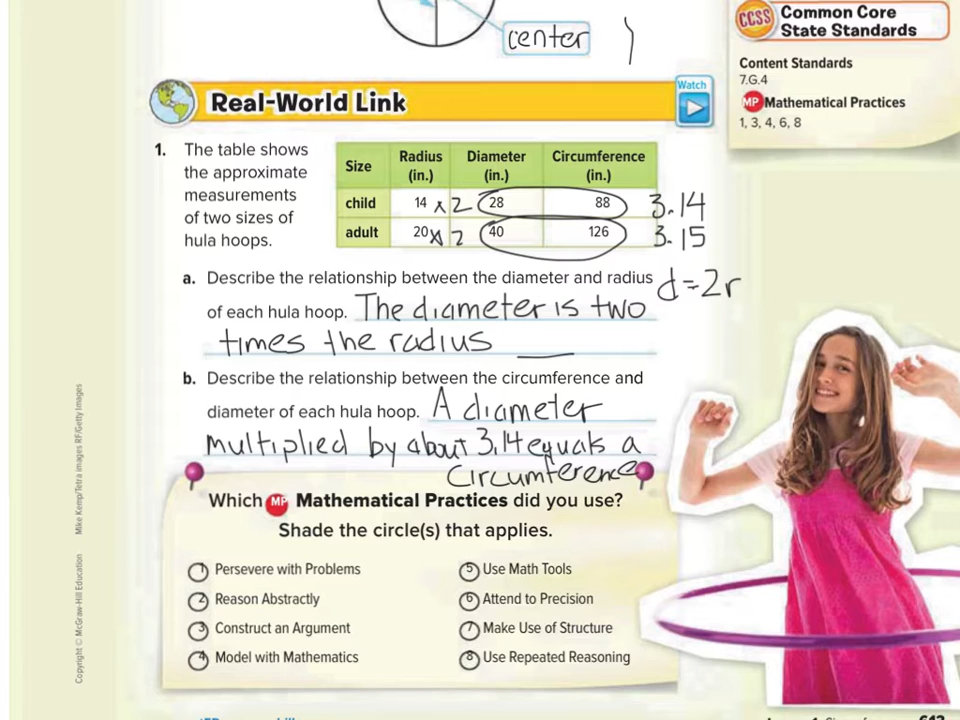 center )
CCSS Common Core
State Standards
Content Standards
7.G.4
MP Mathematical Practices
1, 3, 4, 6, 8
Watch
Real-World Link
1. The table shows
the approximate
measurements
of two sizes of
hula hoops.
Size Radius (in.) Diameter (in.) Circumference (in.)
child 14 x 2 28 88 3.14
adult 20 x 2 40 126 3.15
a. Describe the relationship between the diameter and radius d=2r
of each hula hoop. The diameter is two
times the radius
b. Describe the relationship between the circumference and
diameter of each hula hoop. A diameter
multiplied by about 3.14 equals a
circumference
Which MP Mathematical Practices did you use?
Shade the circle(s) that applies.
1 Persevere with Problems
2 Reason Abstractly
3 Construct an Argument
4 Model with Mathematics
5 Use Math Tools
6 Attend to Precision
7 Make Use of Structure
8 Use Repeated Reasoning
Copyright © McGraw-Hill Education Mike Kemp/Tetra images RF/Getty Images